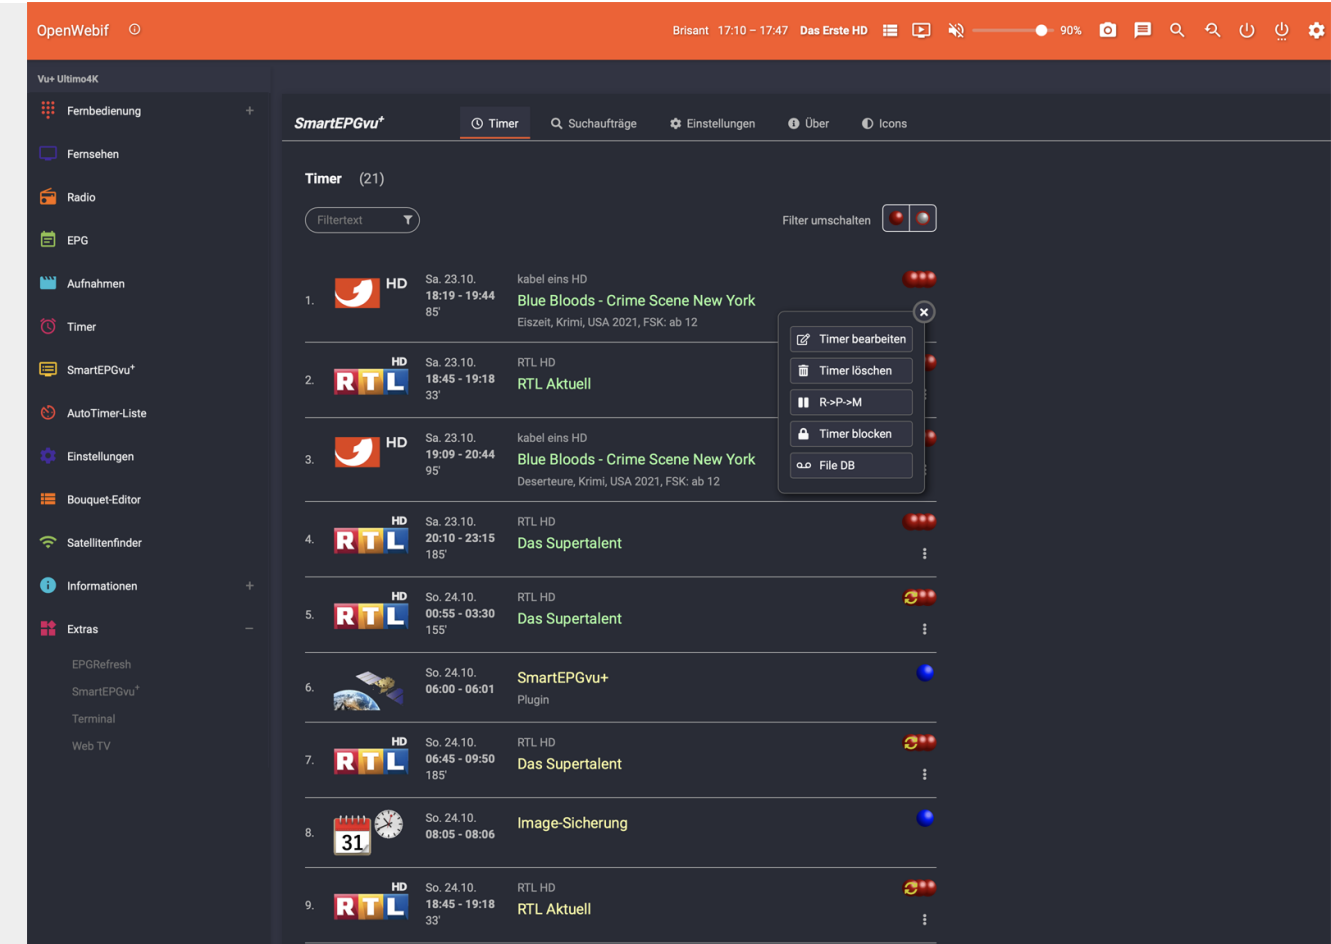 OpenWebif
Brisant 17:10 – 17:47 Das Erste HD 90%
Vu+ Ultimo4K
Fernbedienung +
Fernsehen
Radio
EPG
Aufnahmen
Timer
SmartEPGvu+
AutoTimer-Liste
Einstellungen
Bouquet-Editor
Satellitenfinder
Informationen +
Extras −
EPGRefresh
SmartEPGvu+
Terminal
Web TV
SmartEPGvu+
Timer
Suchaufträge
Einstellungen
Über
Icons
Timer (21)
Filtertext
Filter umschalten
1.
HD
Sa. 23.10.
18:19 - 19:44
85'
kabel eins HD
Blue Bloods - Crime Scene New York
Eiszeit, Krimi, USA 2021, FSK: ab 12
Timer bearbeiten
Timer löschen
R->P->M
Timer blocken
File DB
2.
HD
RTL
Sa. 23.10.
18:45 - 19:18
33'
RTL HD
RTL Aktuell
3.
HD
Sa. 23.10.
19:09 - 20:44
95'
kabel eins HD
Blue Bloods - Crime Scene New York
Deserteure, Krimi, USA 2021, FSK: ab 12
4.
HD
RTL
Sa. 23.10.
20:10 - 23:15
185'
RTL HD
Das Supertalent
5.
HD
RTL
So. 24.10.
00:55 - 03:30
155'
RTL HD
Das Supertalent
6.
So. 24.10.
06:00 - 06:01
SmartEPGvu+
Plugin
7.
HD
RTL
So. 24.10.
06:45 - 09:50
185'
RTL HD
Das Supertalent
8.
31
So. 24.10.
08:05 - 08:06
Image-Sicherung
9.
HD
RTL
So. 24.10.
18:45 - 19:18
33'
RTL HD
RTL Aktuell